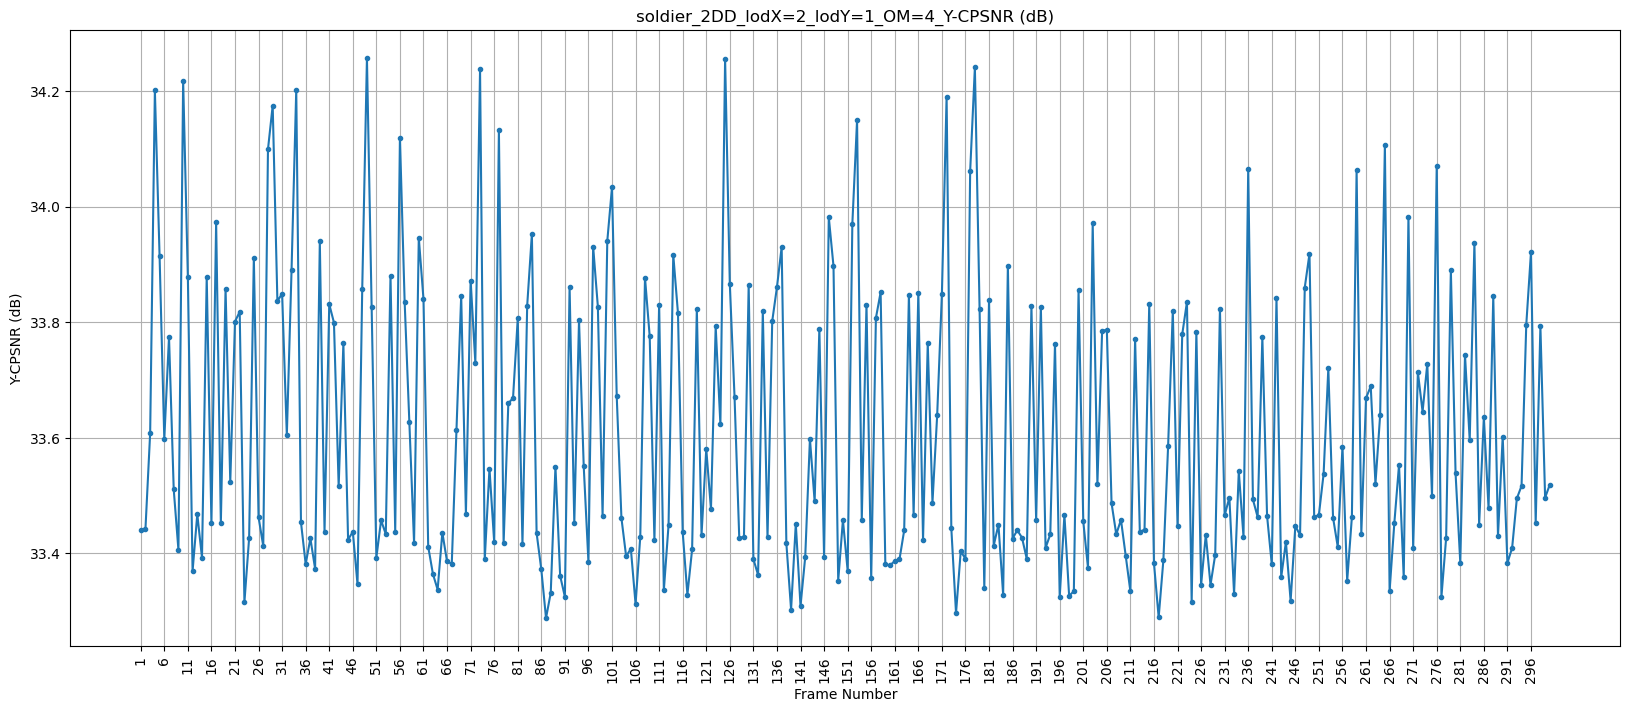 soldier_2DD_lodX=2_lodY=1_OM=4_Y-CPSNR (dB)
Y-CPSNR (dB)
34.2
34.0
33.8
33.6
33.4
1 6 11 16 21 26 31 36 41 46 51 56 61 66 71 76 81 86 91 96 101 106 111 116 121 126 131 136 141 146 151 156 161 166 171 176 181 186 191 196 201 206 211 216 221 226 231 236 241 246 251 256 261 266 271 276 281 286 291 296
Frame Number